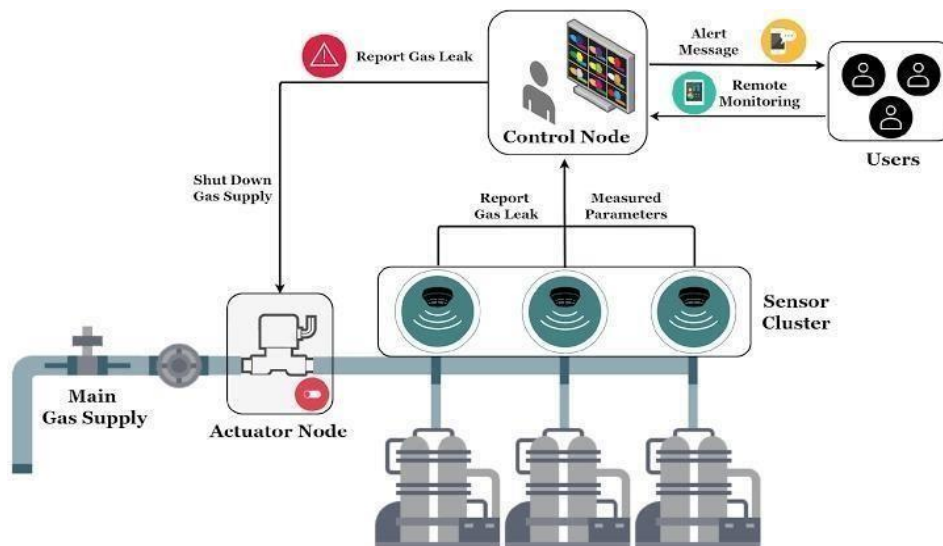 Report Gas Leak
Alert
Message
Remote
Monitoring
Control Node
Users
Shut Down
Gas Supply
Report
Gas Leak
Measured
Parameters
Sensor
Cluster
Main
Gas Supply
Actuator Node